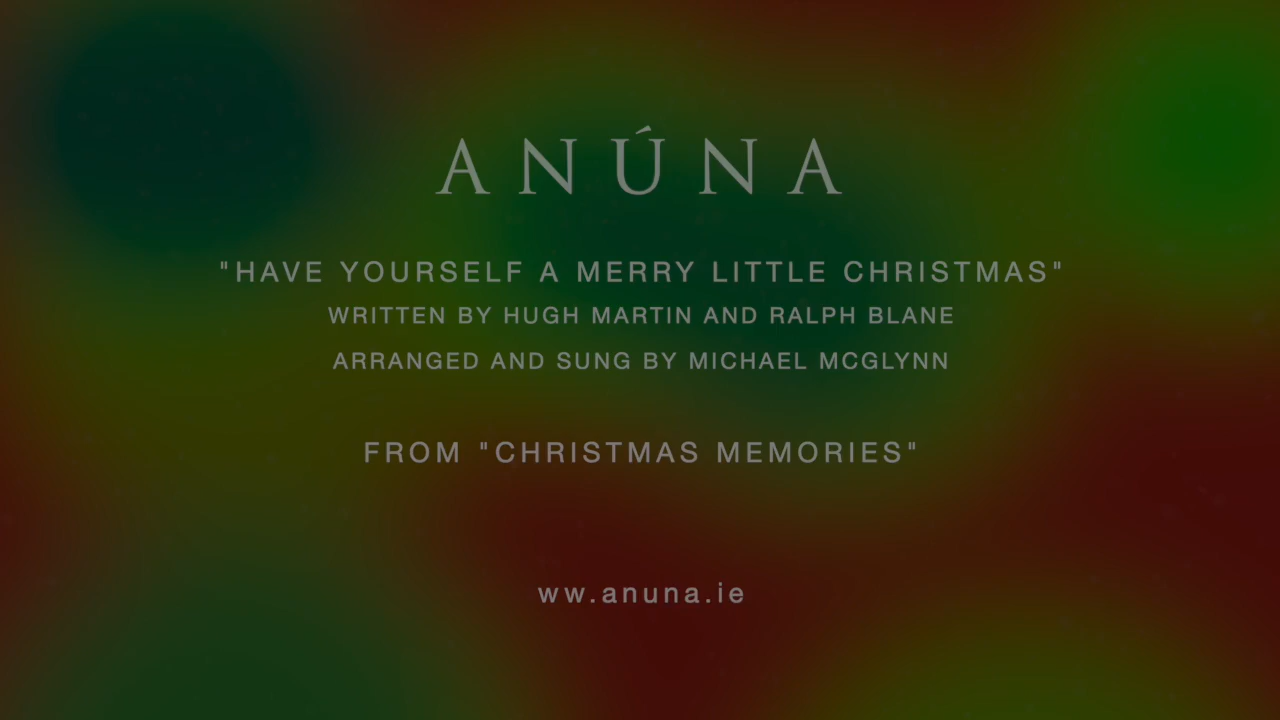 ANÚNA
"HAVE YOURSELF A MERRY LITTLE CHRISTMAS"
WRITTEN BY HUGH MARTIN AND RALPH BLANE
ARRANGED AND SUNG BY MICHAEL MCGLYNN
FROM "CHRISTMAS MEMORIES"
ww.anuna.ie